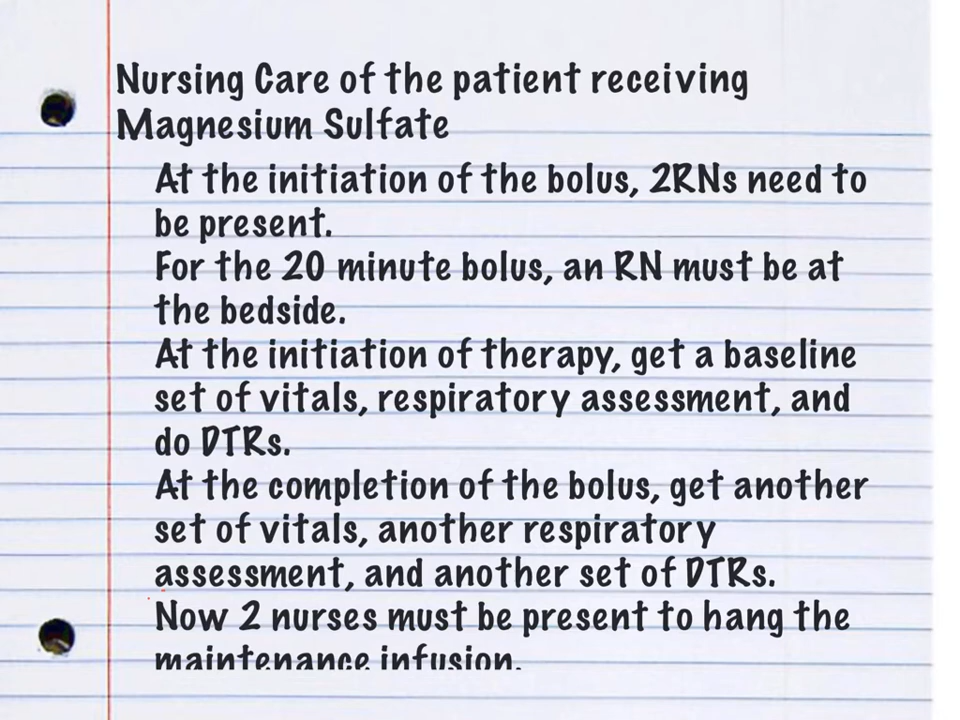 Nursing Care of the patient receiving
Magnesium Sulfate
At the initiation of the bolus, 2RNs need to
be present.
For the 20 minute bolus, an RN must be at
the bedside.
At the initiation of therapy, get a baseline
set of vitals, respiratory assessment, and
do DTRs.
At the completion of the bolus, get another
set of vitals, another respiratory
assessment, and another set of DTRs.
Now 2 nurses must be present to hang the
maintenance infusion.